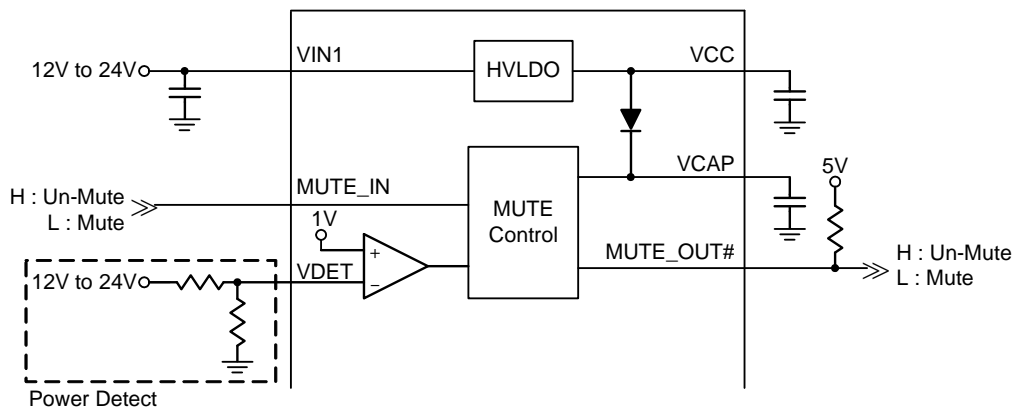 12V to 24V
VIN1
HVLDO
VCC
VCAP
5V
H : Un-Mute
L : Mute
MUTE_IN
MUTE
Control
1V
+
−
VDET
MUTE_OUT#
H : Un-Mute
L : Mute
12V to 24V
Power Detect